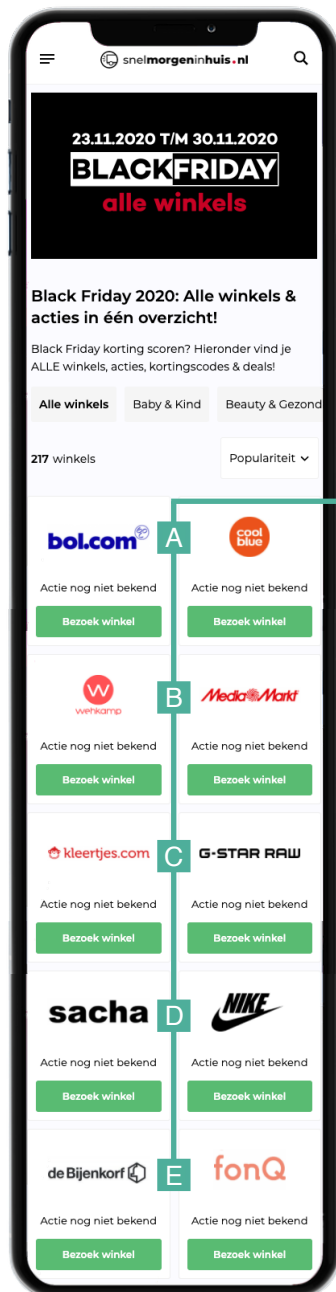 snelmorgeninhuis.nl
23.11.2020 T/M 30.11.2020
BLACKFRIDAY
alle winkels
Black Friday 2020: Alle winkels &
acties in één overzicht!
Black Friday korting scoren? Hieronder vind je
ALLE winkels, acties, kortingscodes & deals!
Alle winkels Baby & Kind Beauty & Gezond
217 winkels Populariteit
bol.com A cool
blue
Actie nog niet bekend Actie nog niet bekend
Bezoek winkel Bezoek winkel
W
wehkamp B MediaMarkt
Actie nog niet bekend Actie nog niet bekend
Bezoek winkel Bezoek winkel
kleertjes.com C G-STAR RAW
Actie nog niet bekend Actie nog niet bekend
Bezoek winkel Bezoek winkel
sacha D NIKE
Actie nog niet bekend Actie nog niet bekend
Bezoek winkel Bezoek winkel
de Bijenkorf E fonQ
Actie nog niet bekend Actie nog niet bekend
Bezoek winkel Bezoek winkel